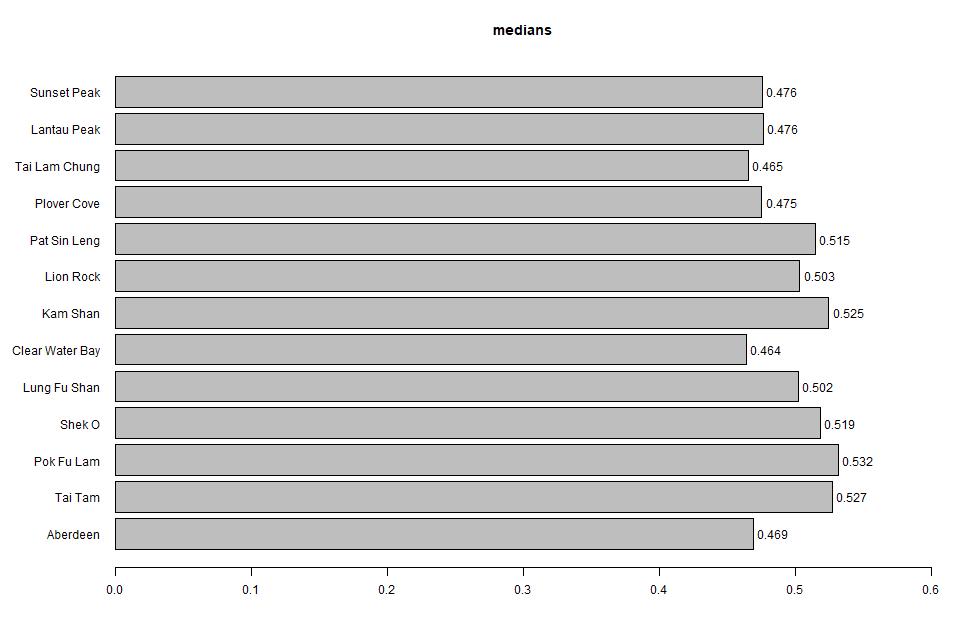 medians
Sunset Peak 0.476
Lantau Peak 0.476
Tai Lam Chung 0.465
Plover Cove 0.475
Pat Sin Leng 0.515
Lion Rock 0.503
Kam Shan 0.525
Clear Water Bay 0.464
Lung Fu Shan 0.502
Shek O 0.519
Pok Fu Lam 0.532
Tai Tam 0.527
Aberdeen 0.469
0.0 0.1 0.2 0.3 0.4 0.5 0.6